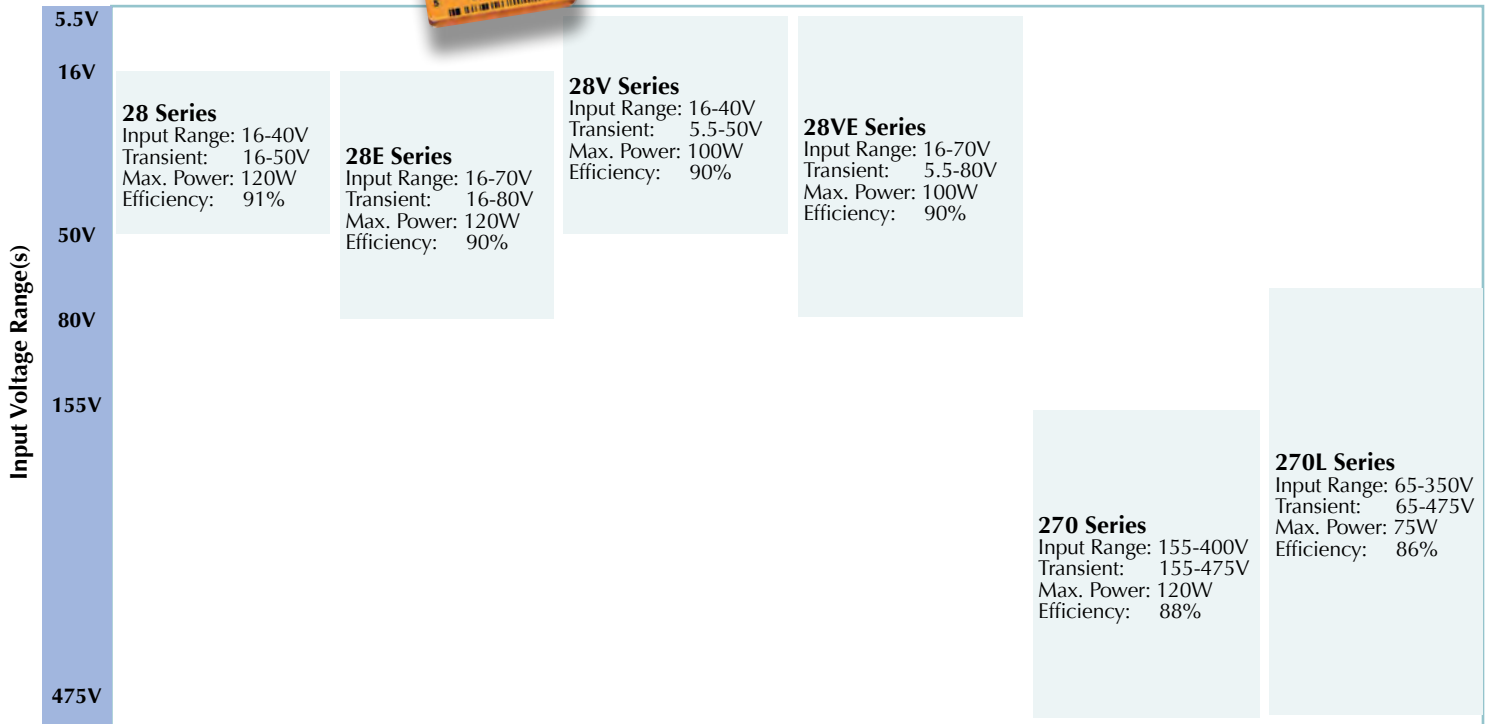 5.5V
16V
50V
80V
155V
475V
Input Voltage Range(s)
28 Series
Input Range: 16-40V
Transient: 16-50V
Max. Power: 120W
Efficiency: 91%
28E Series
Input Range: 16-70V
Transient: 16-80V
Max. Power: 120W
Efficiency: 90%
28V Series
Input Range: 16-40V
Transient: 5.5-50V
Max. Power: 100W
Efficiency: 90%
28VE Series
Input Range: 16-70V
Transient: 5.5-80V
Max. Power: 100W
Efficiency: 90%
270 Series
Input Range: 155-400V
Transient: 155-475V
Max. Power: 120W
Efficiency: 88%
270L Series
Input Range: 65-350V
Transient: 65-475V
Max. Power: 75W
Efficiency: 86%